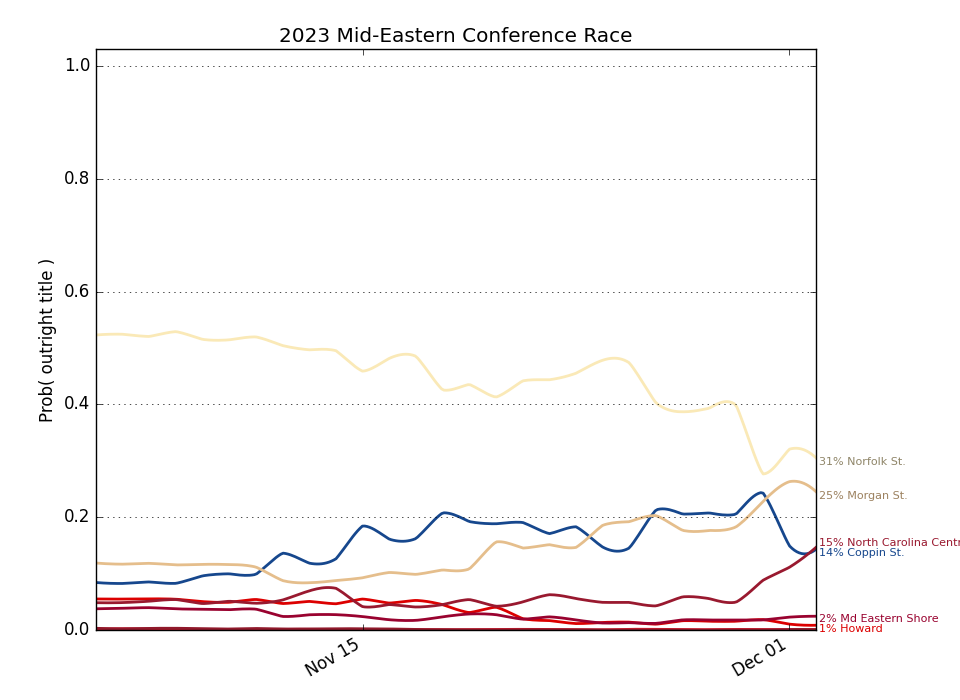 2023 Mid-Eastern Conference Race
Prob( outright title )
1.0
0.8
0.6
0.4
0.2
0.0
Nov 15
Dec 01
31% Norfolk St.
25% Morgan St.
15% North Carolina Centr
14% Coppin St.
2% Md Eastern Shore
1% Howard